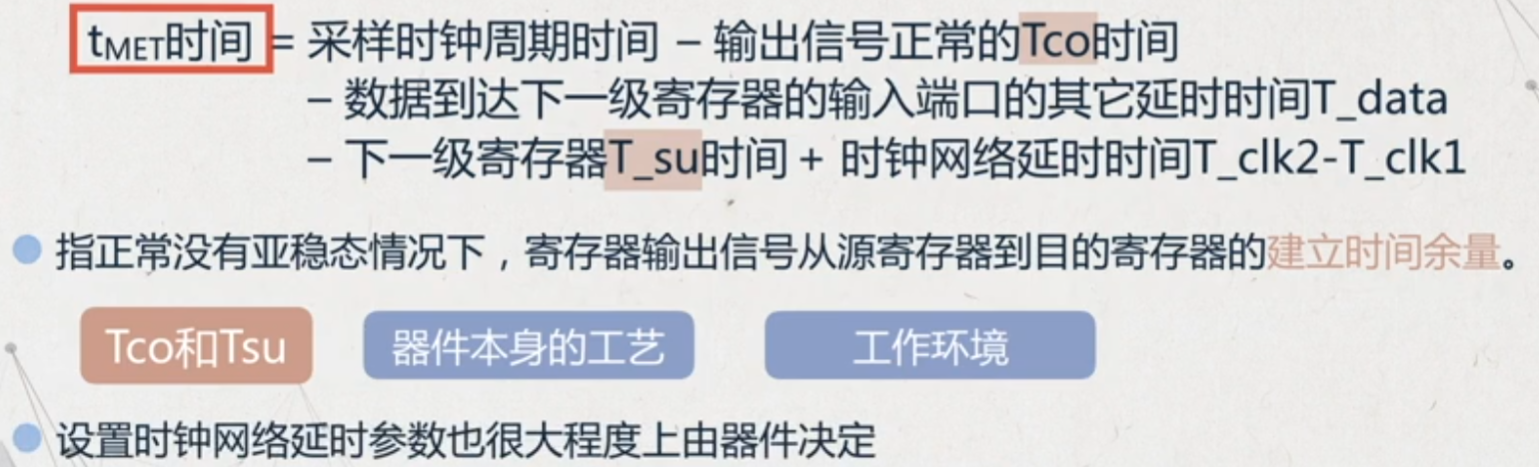 tMET时间 = 采样时钟周期时间 – 输出信号正常的Tco时间
– 数据到达下一级寄存器的输入端口的其它延时时间T_data
– 下一级寄存器T_su时间 + 时钟网络延时时间T_clk2-T_clk1
指正常没有亚稳态情况下，寄存器输出信号从源寄存器到目的寄存器的建立时间余量。
Tco和Tsu 器件本身的工艺 工作环境
设置时钟网络延时参数也很大程度上由器件决定